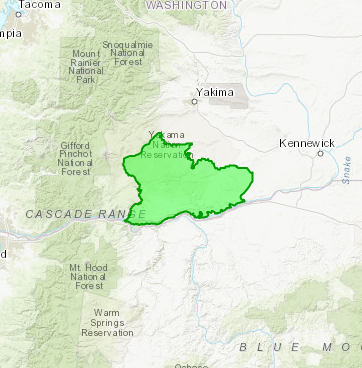 WASHINGTON
Tacoma
mpia
Snoqualmie
National
Forest
Mount
Rainier
National
Park
Yakima
Yakama
Nation
Reservation
Kennewick
Gifford
Pinchot
National
Forest
Snake
CASCADE RANGE
d
Mt. Hood
National
Forest
Warm
Springs
Reservation
BLUE MO
Ochoco